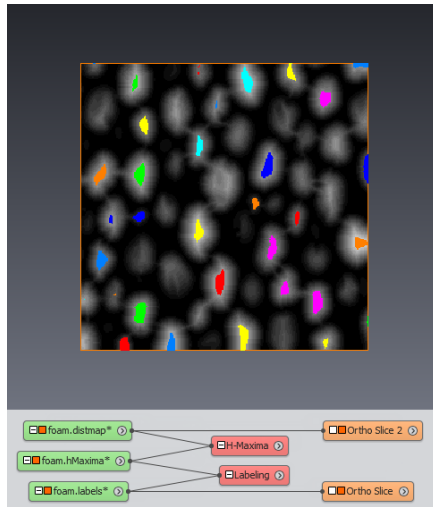 foam.distmap*
Ortho Slice 2
H-Maxima
foam.hMaxima*
Labeling
foam.labels*
Ortho Slice